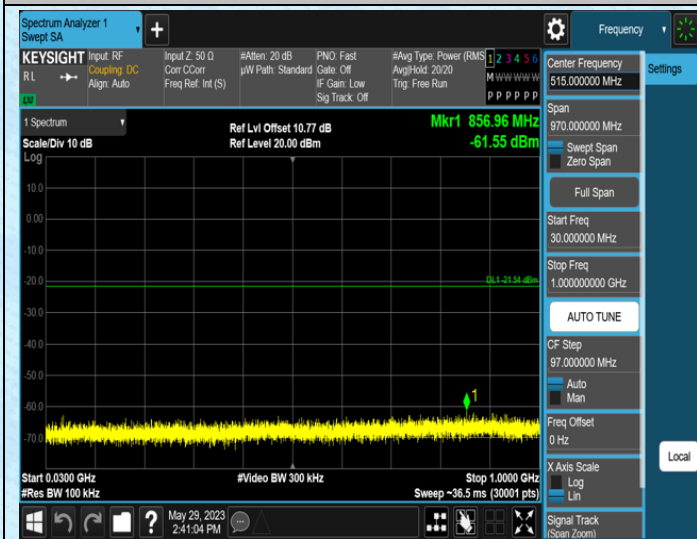 Spectrum Analyzer 1
Swept SA
+
Frequency
KEYSIGHT
RL
LXI
Input: RF
Coupling: DC
Align: Auto
Input Z: 50 Ω
Corr CCorr
Freq Ref: Int (S)
#Atten: 20 dB
µW Path: Standard
PNO: Fast
Gate: Off
IF Gain: Low
Sig Track: Off
#Avg Type: Power (RMS
Avg|Hold: 20/20
Trig: Free Run
1 2 3 4 5 6
M W W W W W
P P P P P P
1 Spectrum
Scale/Div 10 dB
Log
Ref Lvl Offset 10.77 dB
Ref Level 20.00 dBm
Mkr1 856.96 MHz
-61.55 dBm
10.0
0.00
-10.0
-20.0
-30.0
-40.0
-50.0
-60.0
-70.0
DL1 -21.54 dBm
1
Start 0.0300 GHz
#Res BW 100 kHz
#Video BW 300 kHz
Stop 1.0000 GHz
Sweep ~36.5 ms (30001 pts)
?
May 29, 2023
2:41:04 PM
Center Frequency
515.000000 MHz
Settings
Span
970.000000 MHz
Swept Span
Zero Span
Full Span
Start Freq
30.000000 MHz
Stop Freq
1.000000000 GHz
AUTO TUNE
CF Step
97.000000 MHz
Auto
Man
Freq Offset
0 Hz
Local
X Axis Scale
Log
Lin
Signal Track
(Span Zoom)